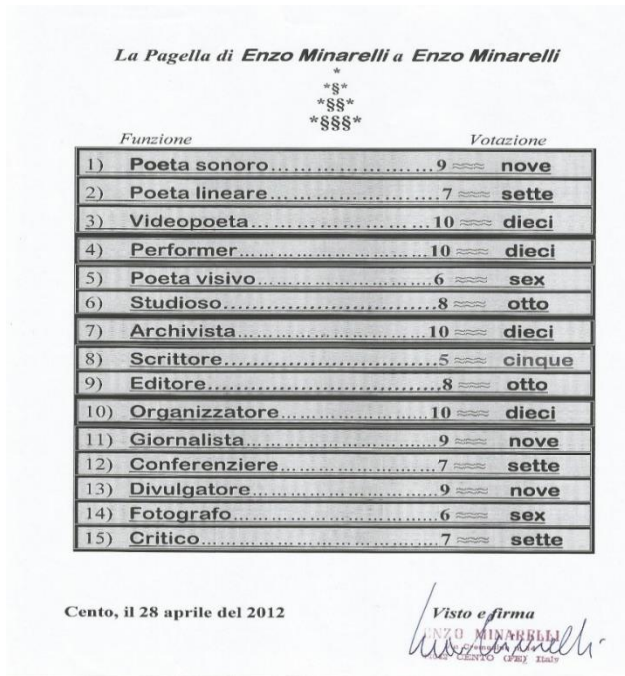 La Pagella di Enzo Minarelli a Enzo Minarelli
*
*§*
*§§*
*§§§*
Funzione Votazione
1) Poeta sonoro........................9 ≈≈≈ nove
2) Poeta lineare........................7 ≈≈≈ sette
3) Videopoeta........................10 ≈≈≈ dieci
4) Performer........................10 ≈≈≈ dieci
5) Poeta visivo........................6 ≈≈≈ sex
6) Studioso........................8 ≈≈≈ otto
7) Archivista........................10 ≈≈≈ dieci
8) Scrittore........................5 ≈≈≈ cinque
9) Editore........................8 ≈≈≈ otto
10) Organizzatore........................10 ≈≈≈ dieci
11) Giornalista........................9 ≈≈≈ nove
12) Conferenziere........................7 ≈≈≈ sette
13) Divulgatore........................9 ≈≈≈ nove
14) Fotografo........................6 ≈≈≈ sex
15) Critico........................7 ≈≈≈ sette
Cento, il 28 aprile del 2012 Visto e firma
ENZO MINARELLI
CENTO (FE) Italy